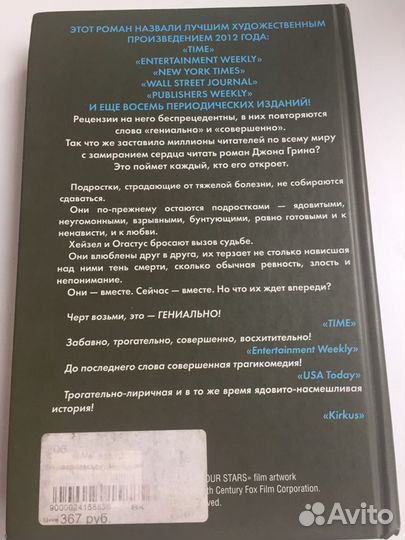 ЭТОТ РОМАН НАЗВАЛИ ЛУЧШИМ ХУДОЖЕСТВЕННЫМ
ПРОИЗВЕДЕНИЕМ 2012 ГОДА:
«TIME»
«ENTERTAINMENT WEEKLY»
«NEW YORK TIMES»
«WALL STREET JOURNAL»
«PUBLISHERS WEEKLY»
И ЕЩЕ ВОСЕМЬ ПЕРИОДИЧЕСКИХ ИЗДАНИЙ!
Рецензии на него беспрецедентны, в них повторяются
слова «гениально» и «совершенно».
Так что же заставило миллионы читателей по всему миру
с замиранием сердца читать роман Джона Грина?
Это поймет каждый, кто его откроет.
Подростки, страдающие от тяжелой болезни, не собираются
сдаваться.
Они по-прежнему остаются подростками — ядовитыми,
неугомонными, взрывными, бунтующими, равно готовыми и к
ненависти, и к любви.
Хейзел и Огастус бросают вызов судьбе.
Они влюблены друг в друга, их терзает не столько нависшая
над ними тень смерти, сколько обычная ревность, злость и
непонимание.
Они — вместе. Сейчас — вместе. Но что их ждет впереди?
Черт возьми, это — ГЕНИАЛЬНО!
«TIME»
Забавно, трогательно, совершенно, восхитительно!
«Entertainment Weekly»
До последнего слова совершенная трагикомедия!
«USA Today»
Трогательно-лиричная и в то же время ядовито-насмешливая
история!
«Kirkus»
OUR STARS» film artwork
th Century Fox Film Corporation.
ved.
367 руб.
Avito